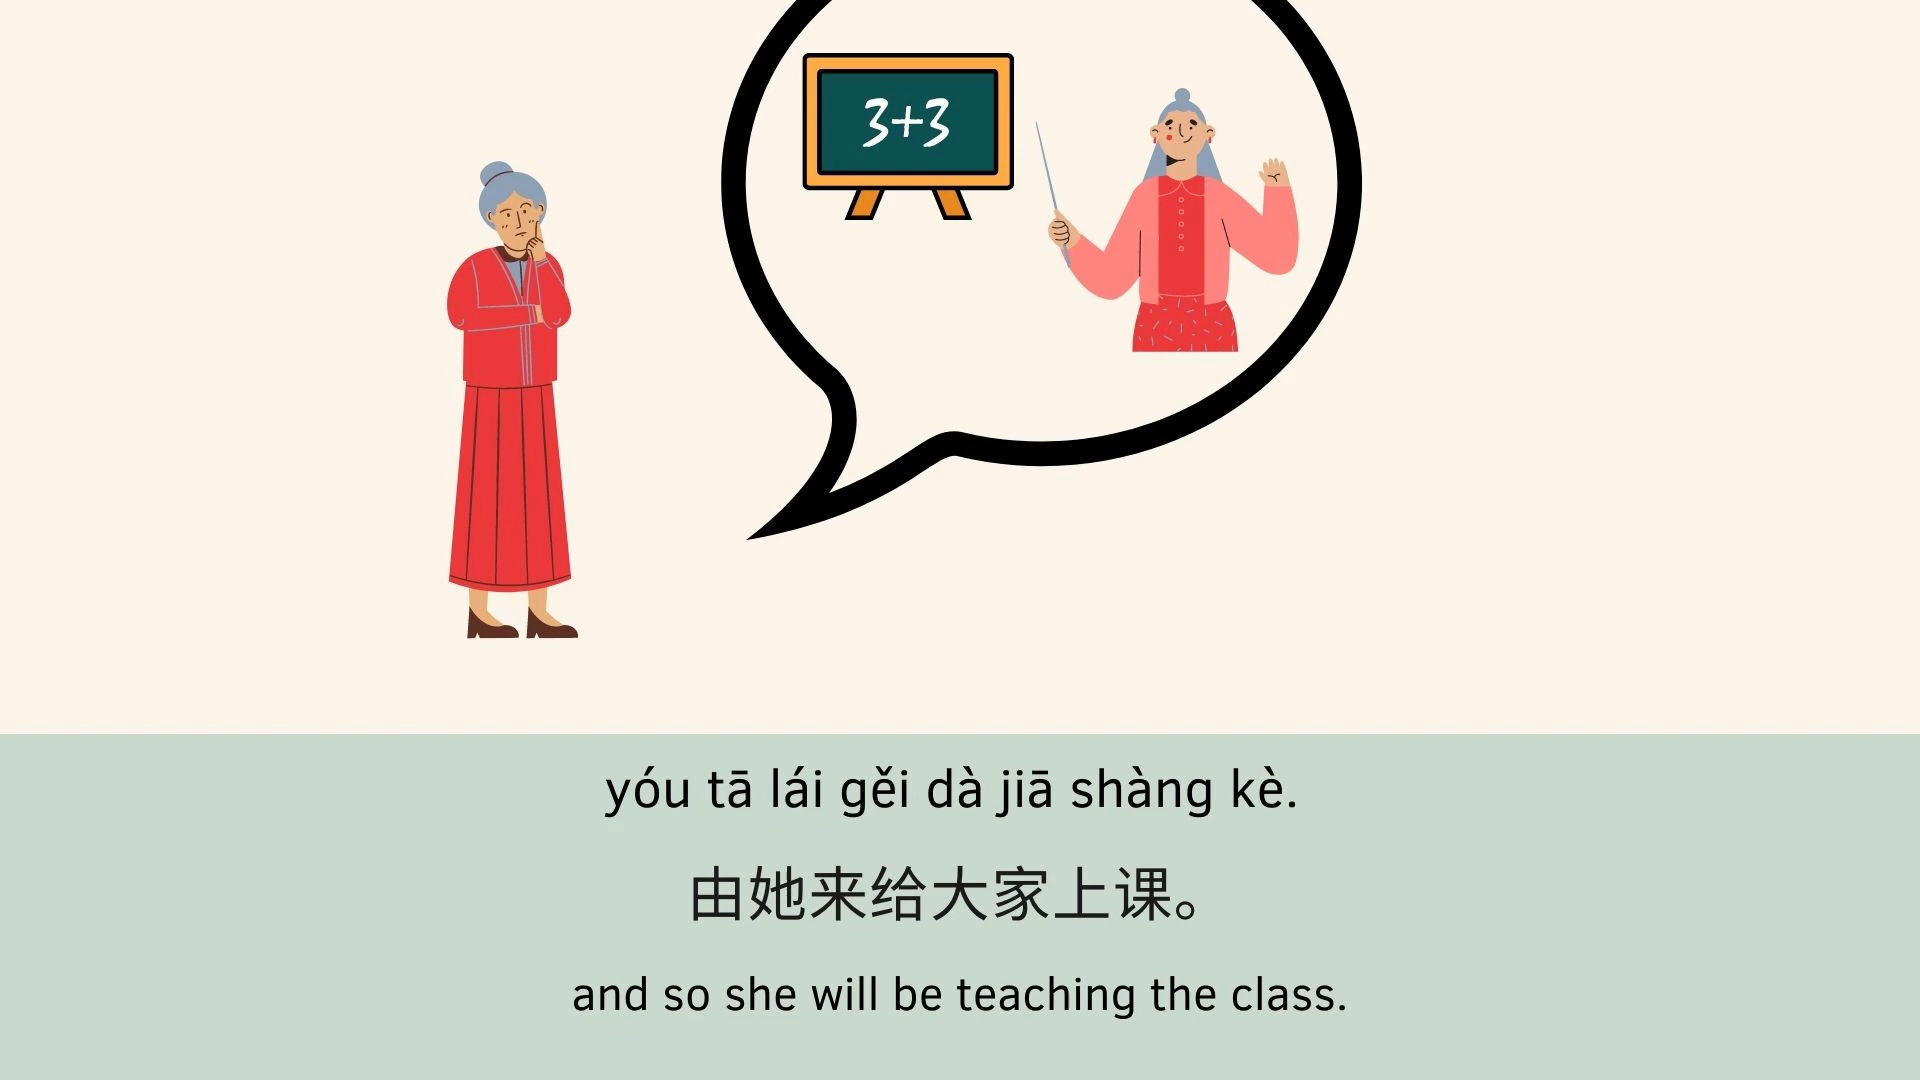 3+3
yóu tā lái gěi dà jiā shàng kè.
由她来给大家上课。
and so she will be teaching the class.